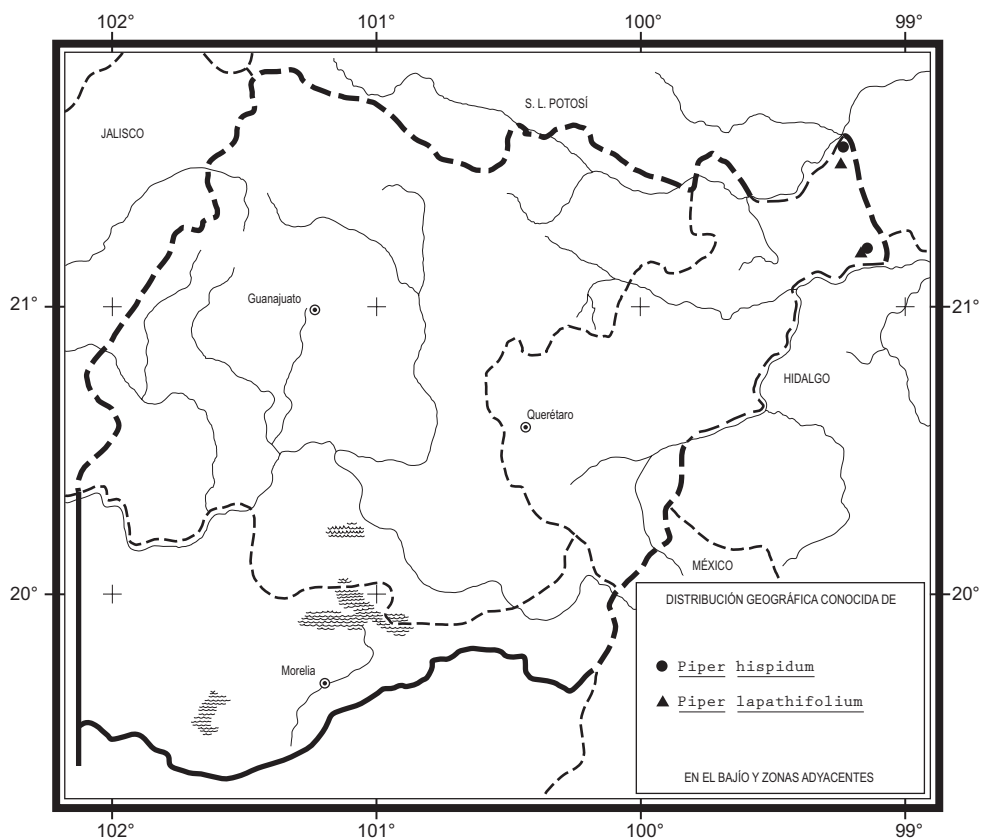 102° 101° 100° 99°
S. L. POTOSÍ
JALISCO
Guanajuato
21° 21°
HIDALGO
Querétaro
MÉXICO
20° 20°
DISTRIBUCIÓN GEOGRÁFICA CONOCIDA DE
Piper hispidum
Morelia
Piper lapathifolium
EN EL BAJÍO Y ZONAS ADYACENTES
102° 101° 100° 99°